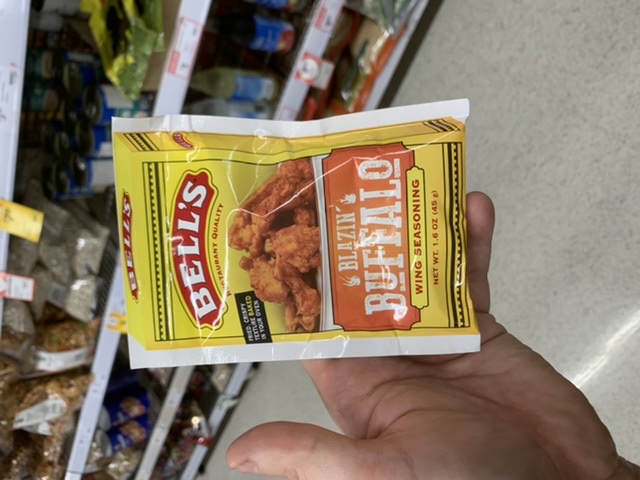 BELL'S
RESTAURANT QUALITY
FRIED-CRISPY
TEXTURE BAKED
IN YOUR OVEN
BLAZIN'
BUFFALO
WING SEASONING
NET WT. 1.6 OZ (45 g)
BELL'S